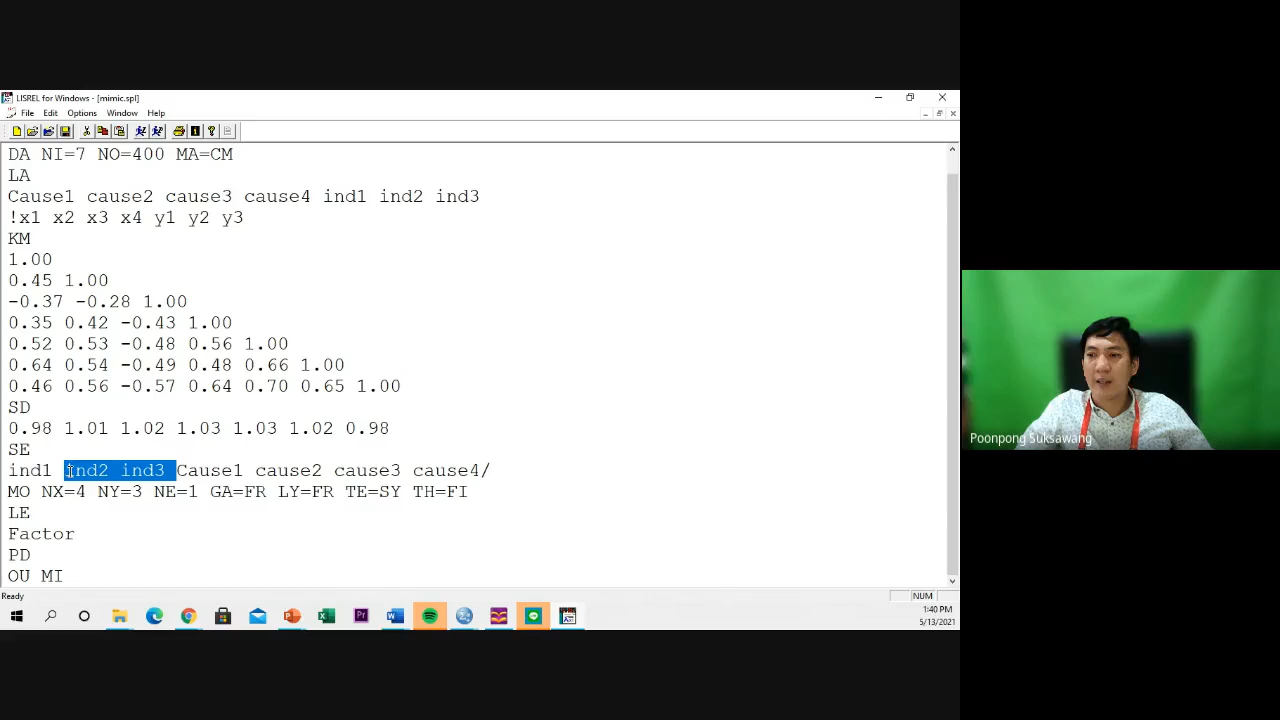 LISREL for Windows - [mimic.spl]
File Edit Options Window Help
DA NI=7 NO=400 MA=CM
LA
Cause1 cause2 cause3 cause4 ind1 ind2 ind3
!x1 x2 x3 x4 y1 y2 y3
KM
1.00
0.45 1.00
-0.37 -0.28 1.00
0.35 0.42 -0.43 1.00
0.52 0.53 -0.48 0.56 1.00
0.64 0.54 -0.49 0.48 0.66 1.00
0.46 0.56 -0.57 0.64 0.70 0.65 1.00
SD
0.98 1.01 1.02 1.03 1.03 1.02 0.98
SE
ind1 ind2 ind3 Cause1 cause2 cause3 cause4/
MO NX=4 NY=3 NE=1 GA=FR LY=FR TE=SY TH=FI
LE
Factor
PD
OU MI
Ready
NUM
1:40 PM
5/13/2021
Poonpong Suksawang